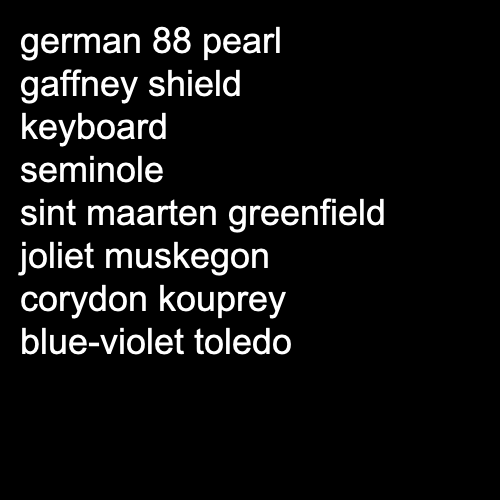 german 88 pearl
gaffney shield
keyboard
seminole
sint maarten greenfield
joliet muskegon
corydon kouprey
blue-violet toledo